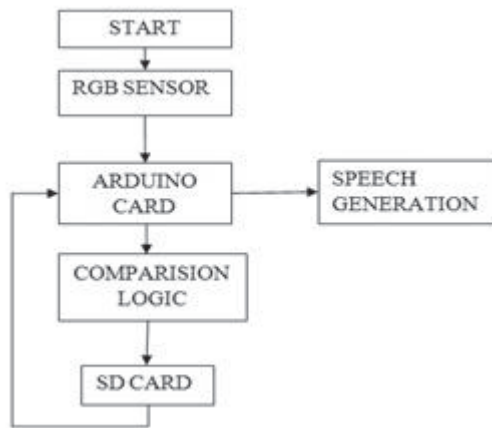 START
RGB SENSOR
ARDUINO
CARD
SPEECH
GENERATION
COMPARISION
LOGIC
SD CARD